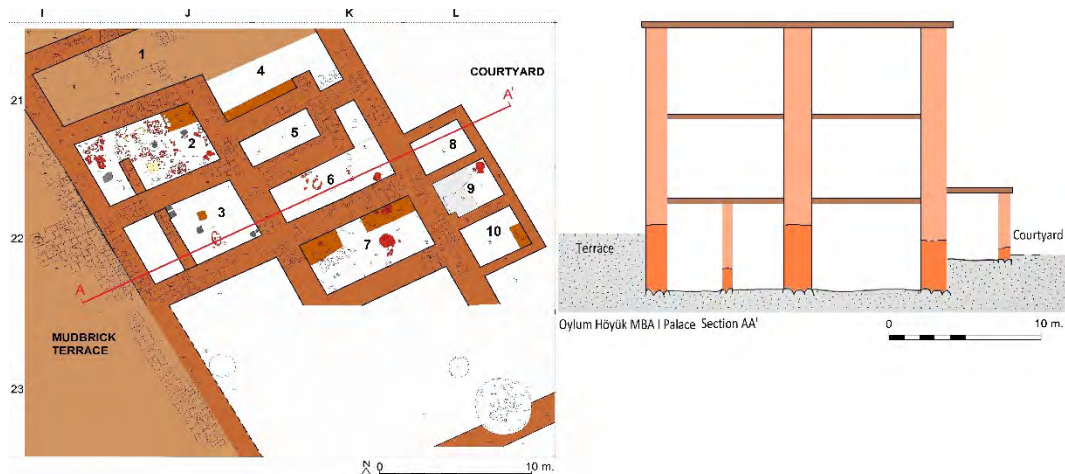 I J K L
1
4
COURTYARD
21
A'
2
5
8
6
9
3
22
7
10
A
MUDBRICK
TERRACE
23
N 0 10 m.
Terrace
Courtyard
Oylum Höyük MBA I Palace Section AA'
0 10 m.